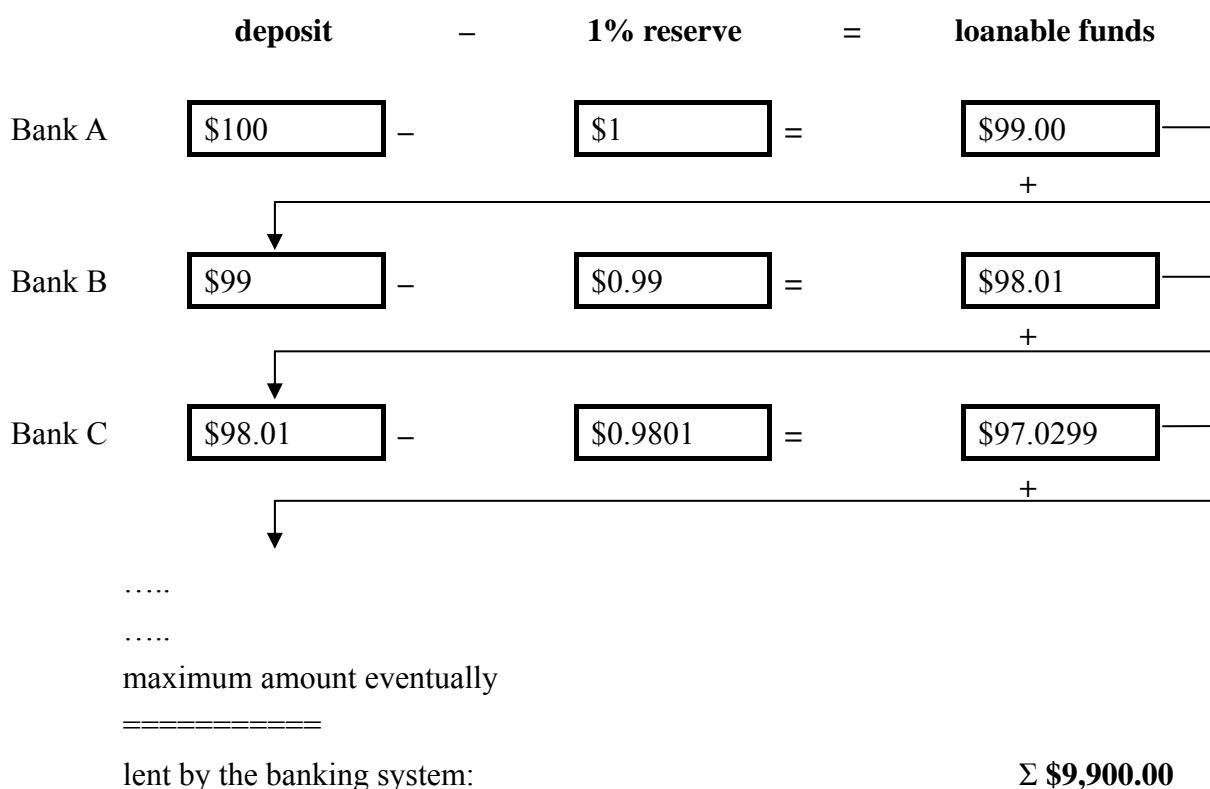 deposit – 1% reserve = loanable funds
Bank A $100 – $1 = $99.00
+
Bank B $99 – $0.99 = $98.01
+
Bank C $98.01 – $0.9801 = $97.0299
+
…..
…..
maximum amount eventually
===========
lent by the banking system: Σ $9,900.00